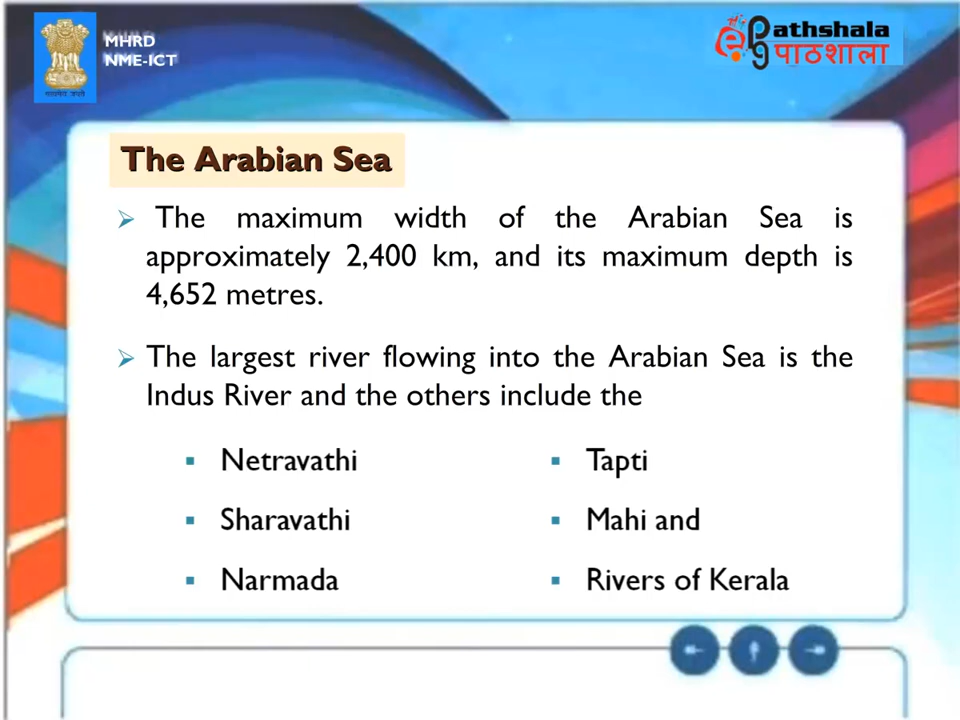 MHRD
NME-ICT
ePg Pathshala
पाठशाला
The Arabian Sea
The maximum width of the Arabian Sea is
approximately 2,400 km, and its maximum depth is
4,652 metres.
The largest river flowing into the Arabian Sea is the
Indus River and the others include the
Netravathi
Tapti
Sharavathi
Mahi and
Narmada
Rivers of Kerala